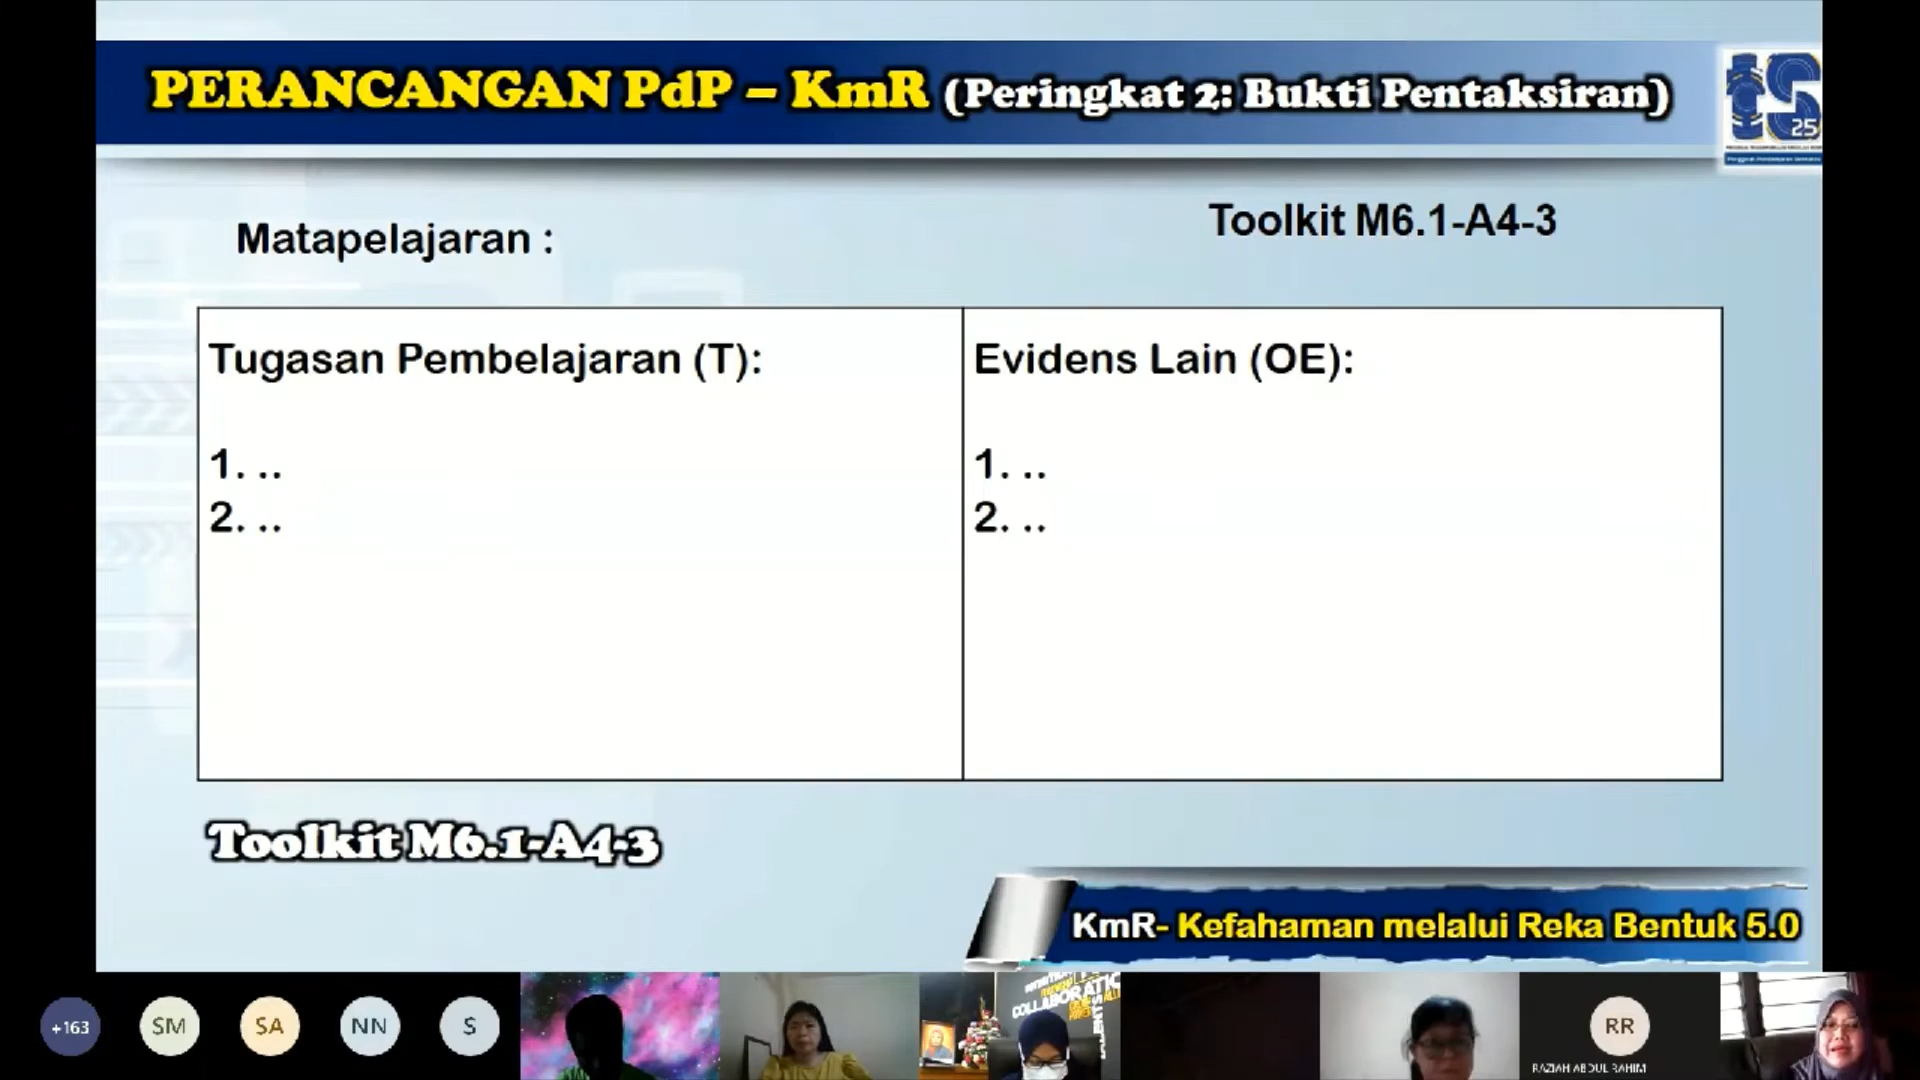 PERANCANGAN PdP – KmR (Peringkat 2: Bukti Pentaksiran)
tS
25
Matapelajaran :
Toolkit M6.1-A4-3
Tugasan Pembelajaran (T):
1. ..
2. ..
Evidens Lain (OE):
1. ..
2. ..
Toolkit M6.1-A4-3
KmR- Kefahaman melalui Reka Bentuk 5.0
+163
SM
SA
NN
S
COLLABORATIC
RR
RAZIAH ABDUL RAHIM